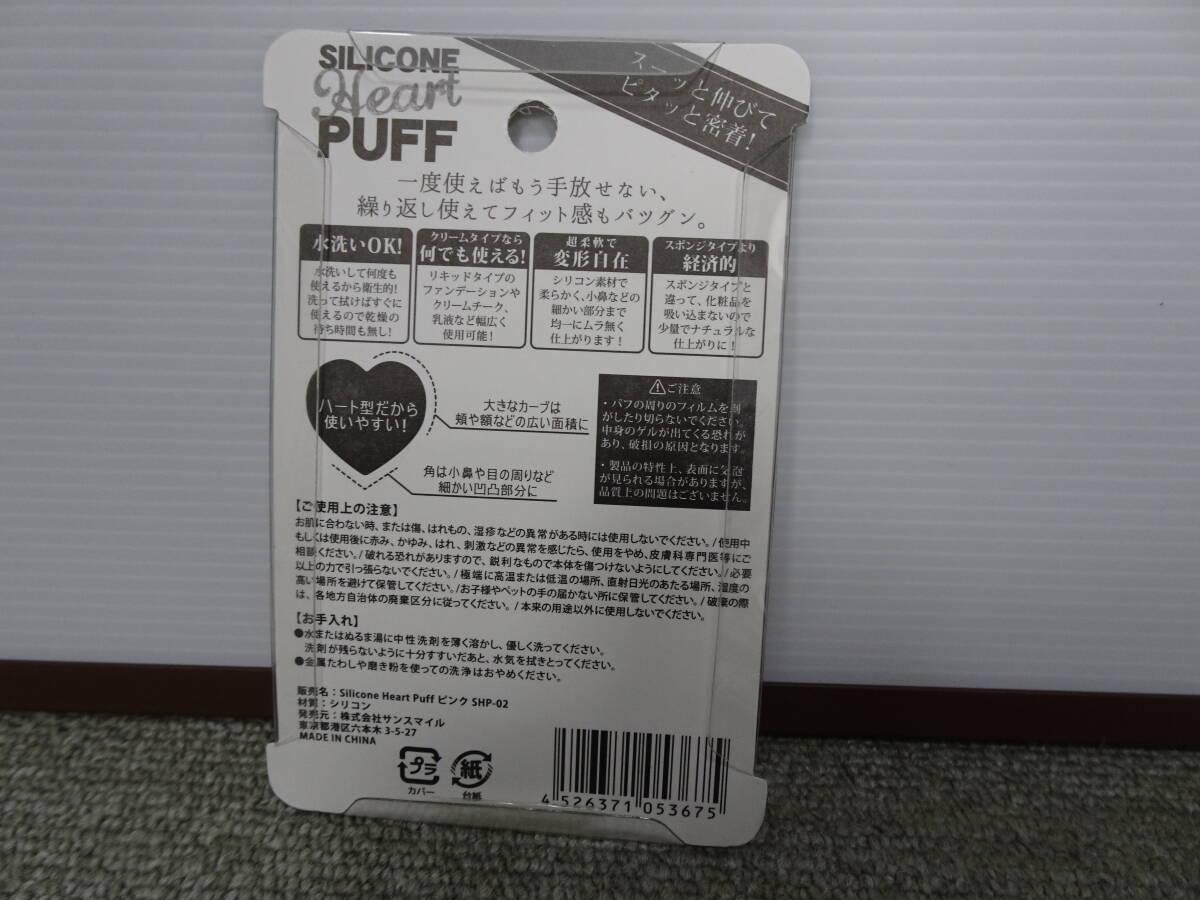 SILICONE
Heart
PUFF
スーッと伸びて
ピタッと密着!
一度使えばもう手放せない、
繰り返し使えてフィット感もバツグン。
水洗いOK!
水洗いして何度も
使えるから衛生的!
洗って拭けばすぐに
使えるので乾燥の
待ち時間も無し!
クリームタイプなら
何でも使える!
リキッドタイプの
ファンデーションや
クリームチーク、
乳液など幅広く
使用可能!
超柔軟で
変形自在
シリコン素材で
柔らかく、小鼻などの
細かい部分まで
均一にムラ無く
仕上がります!
スポンジタイプより
経済的
スポンジタイプと
違って、化粧品を
吸い込まないので
少量でナチュラルな
仕上がりに!
ハート型だから
使いやすい!
大きなカーブは
頬や額などの広い面積に
角は小鼻や目の周りなど
細かい凹凸部分に
⚠ご注意
・パフの周りのフィルムを剥
がしたり切らないでください。
中身のゲルが出てくる恐れが
あり、破損の原因となります。
・製品の特性上、表面に気泡
が見られる場合がありますが、
品質上の問題はございません。
【ご使用上の注意】
お肌に合わない時、または傷、はれもの、湿疹などの異常がある時には使用しないでください。/使用中
もしくは使用後に赤み、かゆみ、はれ、刺激などの異常を感じたら、使用をやめ、皮膚科専門医等にご
相談ください。/破れる恐れがありますので、鋭利なもので本体を傷つけないようにしてください。/必要
以上の力で引っ張らないでください。/極端に高温または低温の場所、直射日光のあたる場所、湿度の
高い場所を避けて保管してください。/お子様やペットの手の届かない所に保管してください。/破棄の際
は、各地方自治体の廃棄区分に従ってください。/本来の用途以外に使用しないでください。
【お手入れ】
●水またはぬるま湯に中性洗剤を薄く溶かし、優しく洗ってください。
洗剤が残らないように十分すすいだあと、水気を拭きとってください。
●金属たわしや磨き粉を使っての洗浄はおやめください。
販売名：Silicone Heart Puff ピンク SHP-02
材質：シリコン
発売元：株式会社サンスマイル
東京都港区六本木 3-5-27
MADE IN CHINA
プラ
カバー
紙
台紙
4 526371 053675